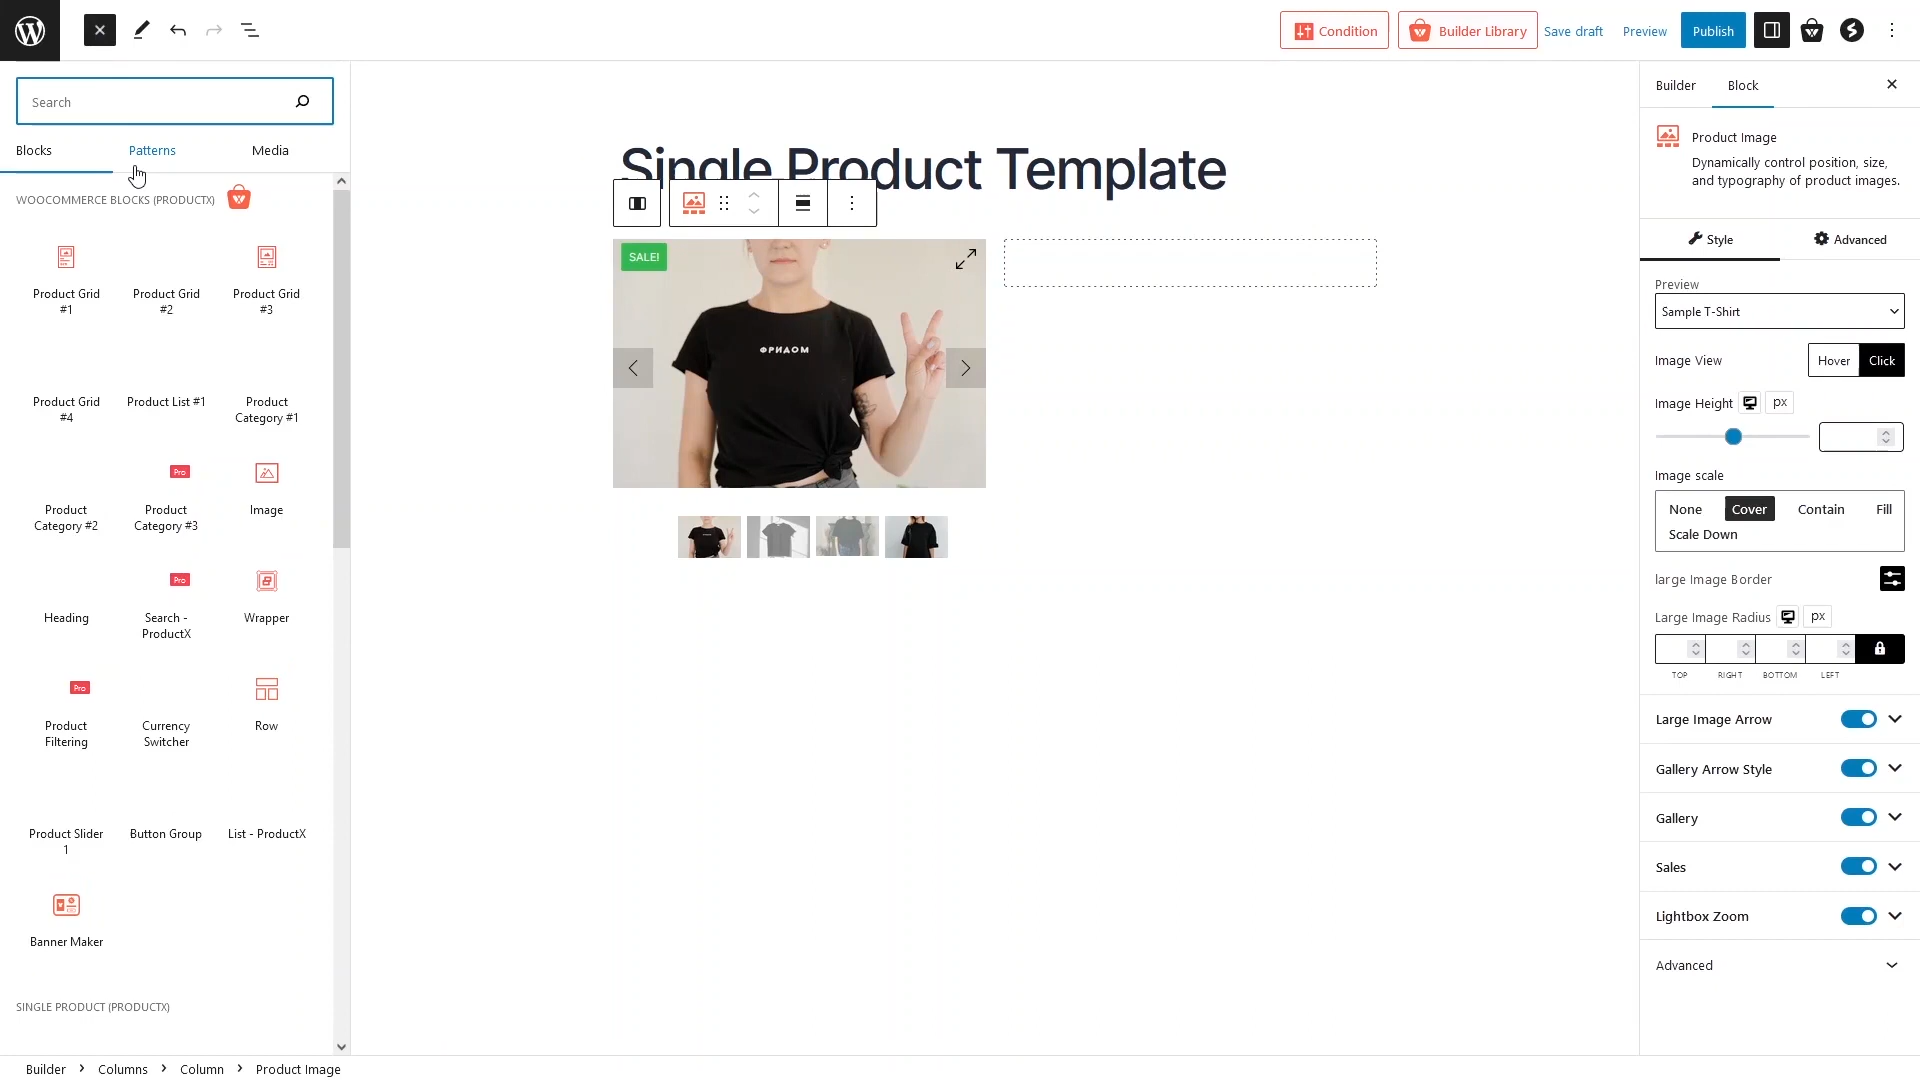 Condition
Builder Library
Save draft
Preview
Publish
Search
Blocks
Patterns
Media
WOOCOMMERCE BLOCKS (PRODUCTX)
Product Grid #1
Product Grid #2
Product Grid #3
Product Grid #4
Product List #1
Product Category #1
Pro
Product Category #2
Product Category #3
Image
Pro
Heading
Search - ProductX
Wrapper
Pro
Product Filtering
Currency Switcher
Row
Product Slider 1
Button Group
List - ProductX
Banner Maker
SINGLE PRODUCT (PRODUCTX)
Single Product Template
SALE!
ФРИДОМ
Builder
Block
Product Image
Dynamically control position, size,
and typography of product images.
Style
Advanced
Preview
Sample T-Shirt
Image View
Hover
Click
Image Height
px
Image scale
None
Cover
Contain
Fill
Scale Down
large Image Border
Large Image Radius
px
TOP
RIGHT
BOTTOM
LEFT
Large Image Arrow
Gallery Arrow Style
Gallery
Sales
Lightbox Zoom
Advanced
Builder
Columns
Column
Product Image